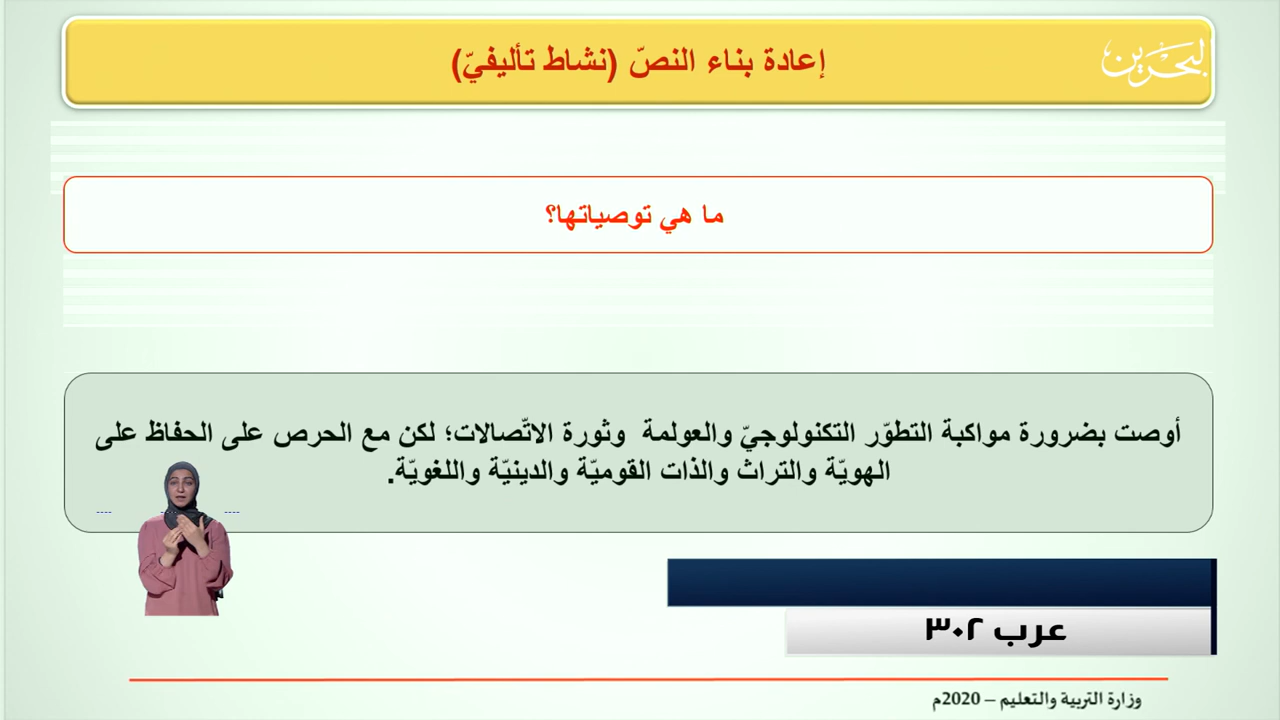 البحرين
إعادة بناء النصّ (نشاط تأليفيّ)
ما هي توصياتها؟
أوصت بضرورة مواكبة التطوّر التكنولوجيّ والعولمة وثورة الاتّصالات؛ لكن مع الحرص على الحفاظ على
الهويّة والتراث والذات القوميّة والدينيّة واللغويّة.
عرب ٣٠٢
وزارة التربية والتعليم – 2020م